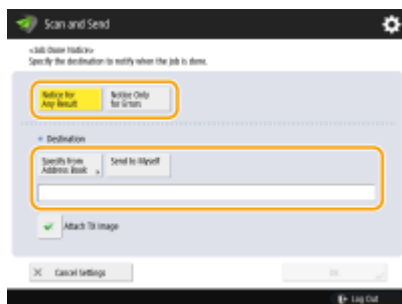 Scan and Send
<Job Done Notice>
Specify the destination to notify when the job is done.
Notice for
Any Result
Notice Only
for Errors
Destination
Specify from
Address Book
Send to Myself
Attach TX Image
Cancel Settings
OK
Log Out